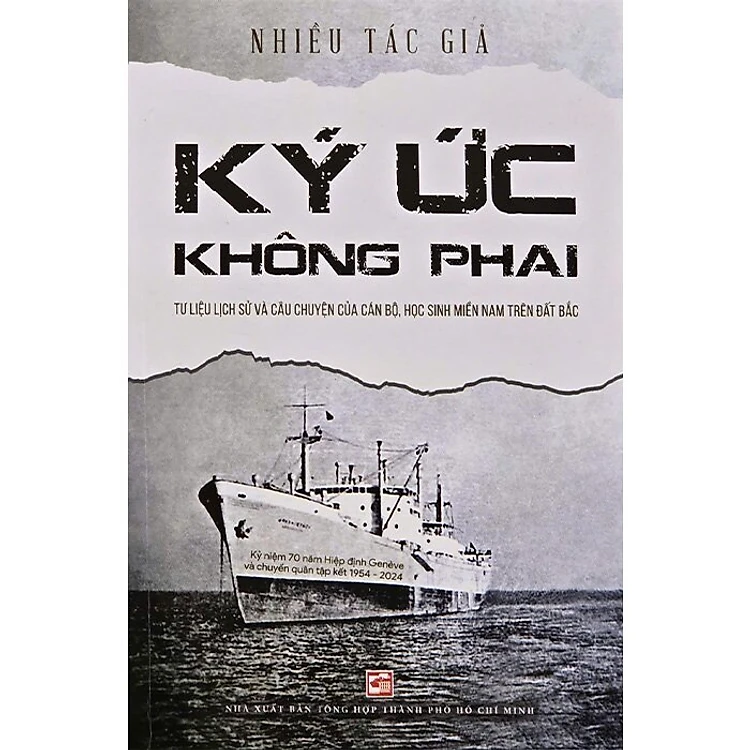 NHIỀU TÁC GIẢ
KÝ ỨC
KHÔNG PHAI
TƯ LIỆU LỊCH SỬ VÀ CÂU CHUYỆN CỦA CÁN BỘ, HỌC SINH MIỀN NAM TRÊN ĐẤT BẮC
Kỷ niệm 70 năm Hiệp định Genève
và chuyến quân tập kết 1954 - 2024
NHÀ XUẤT BẢN TỔNG HỢP THÀNH PHỐ HỒ CHÍ MINH